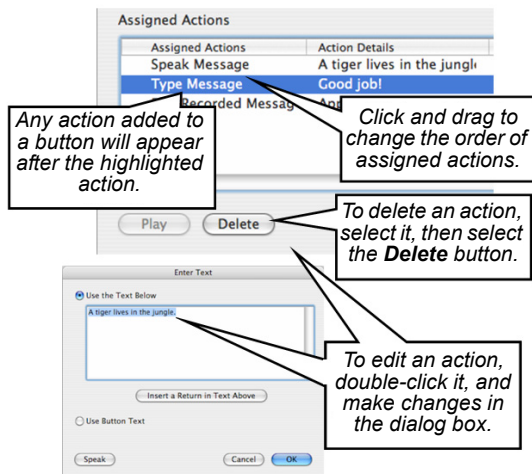 Assigned Actions
Assigned Actions Action Details
Speak Message A tiger lives in the jungle
Type Message Good job!
Recorded Message
Any action added to
a button will appear
after the highlighted
action.
Click and drag to
change the order of
assigned actions.
Play Delete
To delete an action,
select it, then select
the Delete button.
Enter Text
Use the Text Below
A tiger lives in the jungle.
Insert a Return in Text Above
Use Button Text
Speak Cancel OK
To edit an action,
double-click it, and
make changes in
the dialog box.